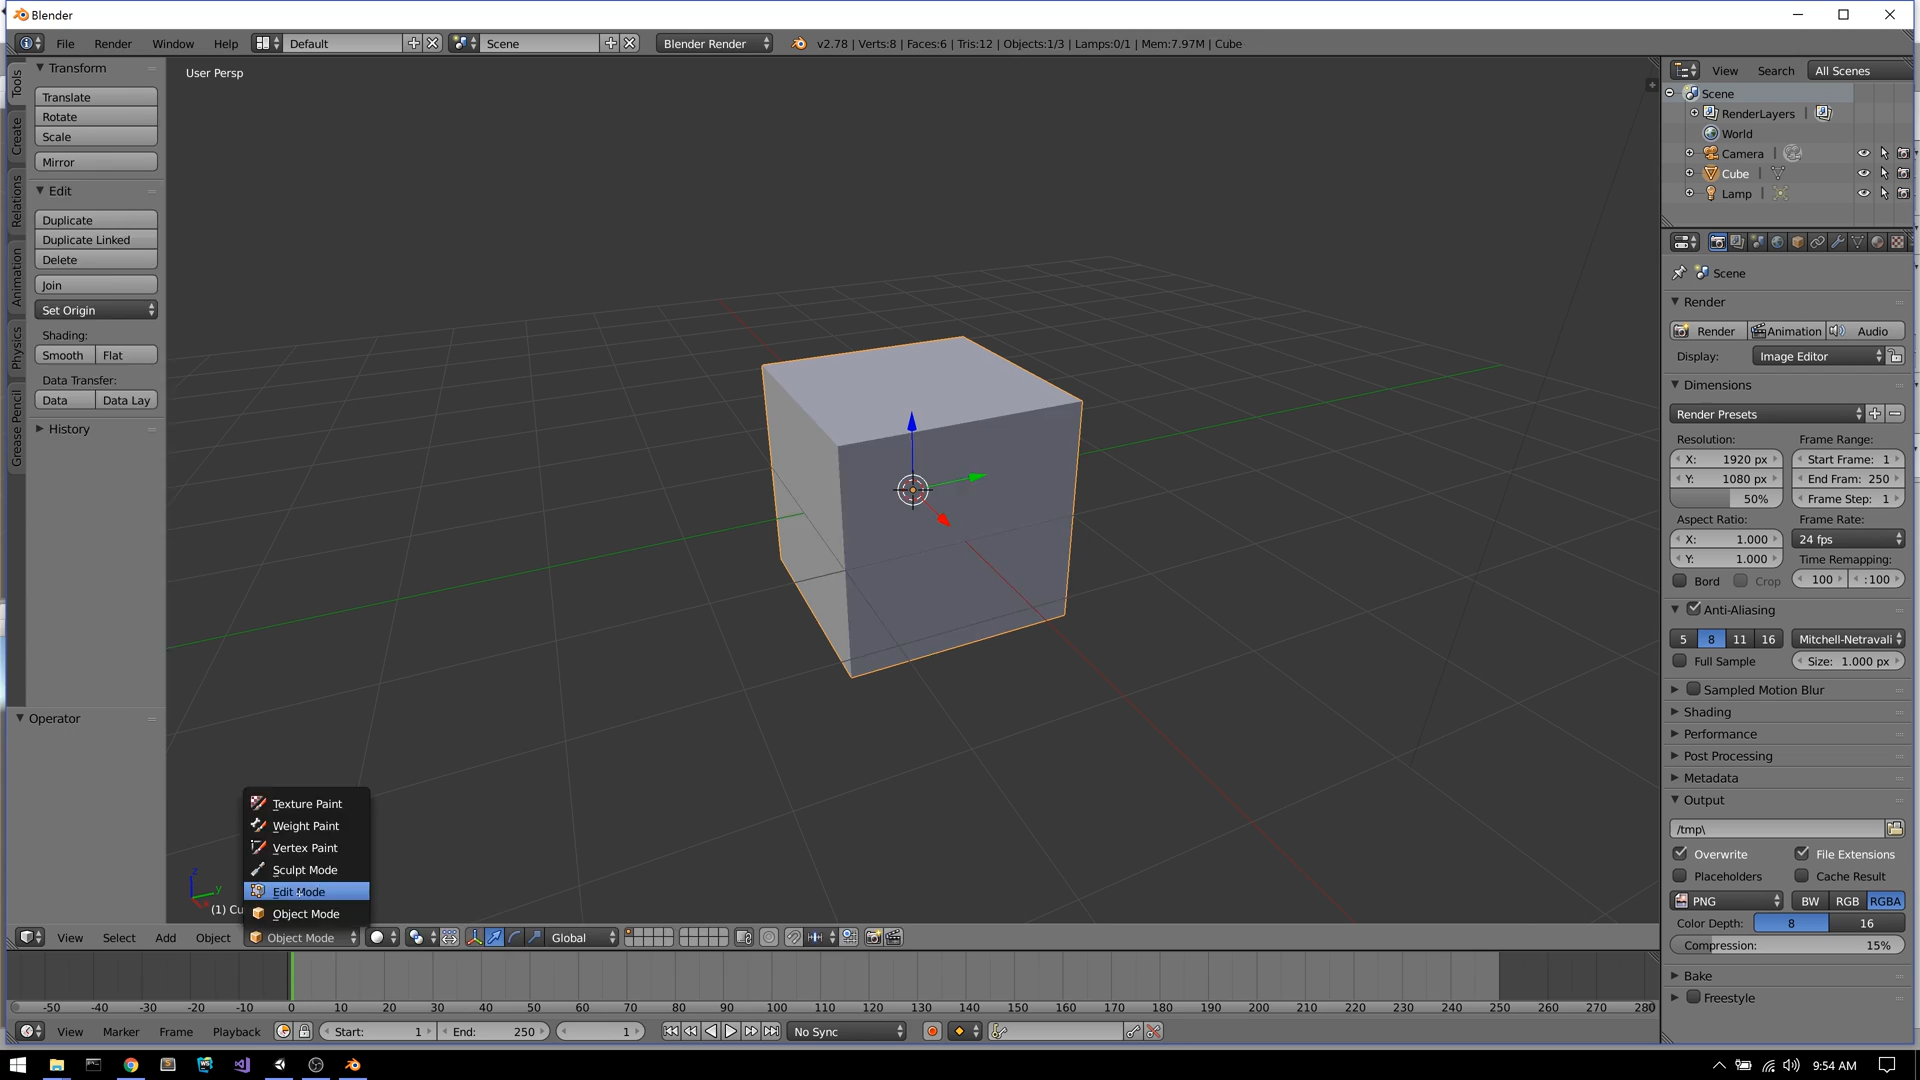 Blender
File Render Window Help Default Scene Blender Render v2.78 | Verts:8 | Faces:6 | Tris:12 | Objects:1/3 | Lamps:0/1 | Mem:7.97M | Cube
Tools
Create
Relations
Animation
Physics
Grease Pencil
Transform
Translate
Rotate
Scale
Mirror
Edit
Duplicate
Duplicate Linked
Delete
Join
Set Origin
Shading:
Smooth Flat
Data Transfer:
Data Data Lay
History
Operator
User Persp
z
y
(1) Cu
Texture Paint
Weight Paint
Vertex Paint
Sculpt Mode
Edit Mode
Object Mode
View Select Add Object Object Mode Global
-50 -40 -30 -20 -10 0 10 20 30 40 50 60 70 80 90 100 110 120 130 140 150 160 170 180 190 200 210 220 230 240 250 260 270 280
View Marker Frame Playback Start: 1 End: 250 1 No Sync
View Search All Scenes
Scene
RenderLayers |
World
Camera |
Cube |
Lamp |
Scene
Render
Render Animation Audio
Display: Image Editor
Dimensions
Render Presets
Resolution: Frame Range:
X: 1920 px Start Frame: 1
Y: 1080 px End Fram: 250
50% Frame Step: 1
Aspect Ratio: Frame Rate:
X: 1.000 24 fps
Y: 1.000 Time Remapping:
Bord Crop 100 :100
Anti-Aliasing
5 8 11 16 Mitchell-Netravali
Full Sample Size: 1.000 px
Sampled Motion Blur
Shading
Performance
Post Processing
Metadata
Output
/tmp\
Overwrite File Extensions
Placeholders Cache Result
PNG BW RGB RGBA
Color Depth: 8 16
Compression: 15%
Bake
Freestyle
9:54 AM